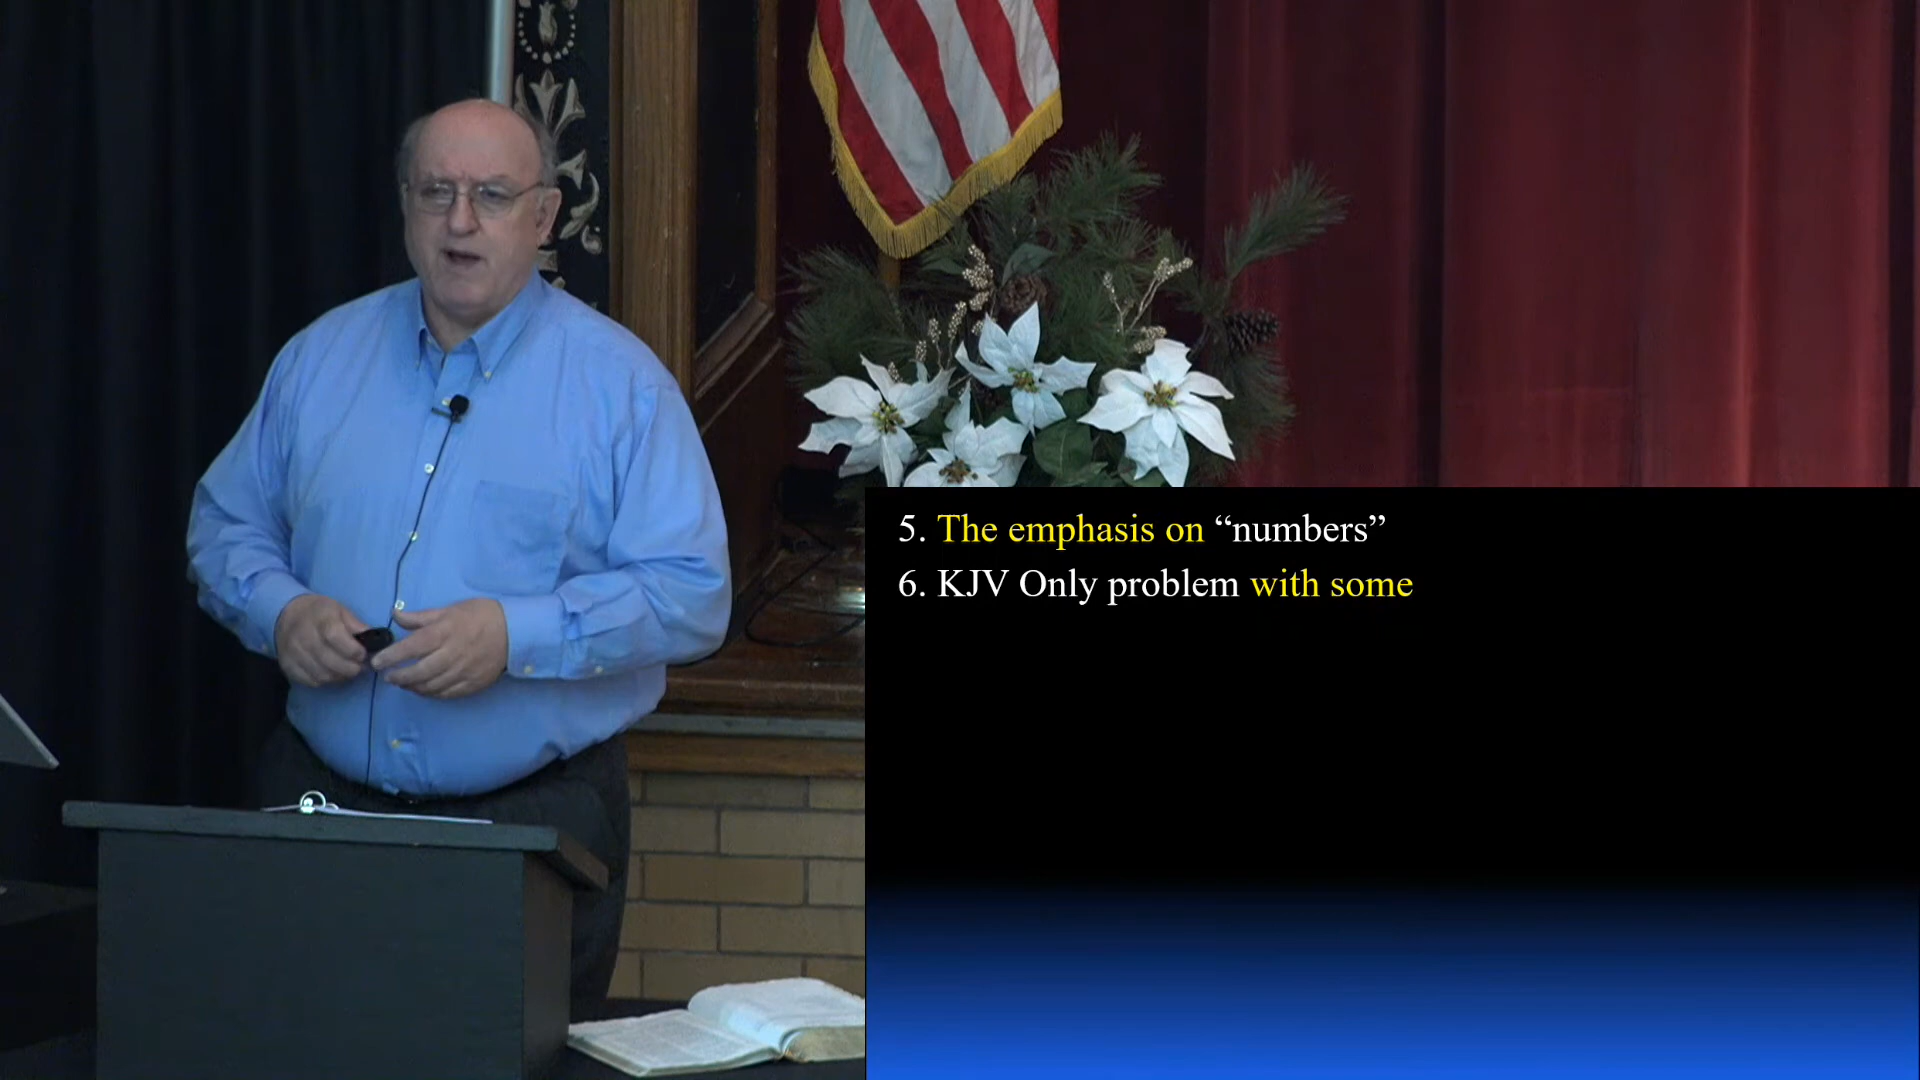 5. The emphasis on “numbers”
6. KJV Only problem with some